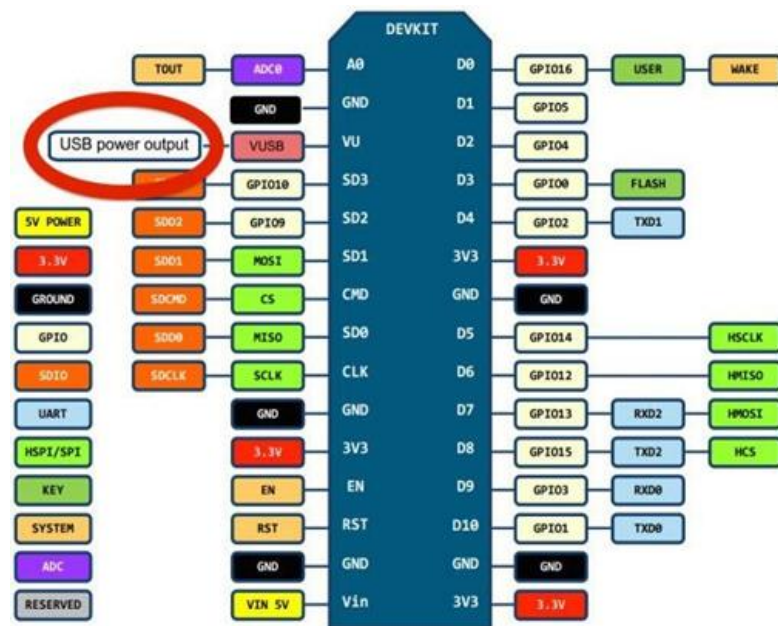 DEVKIT
TOUT ADC0 A0 D0 GPIO16 USER WAKE
GND GND D1 GPIO5
USB power output VUSB VU D2 GPIO4
GPIO10 SD3 D3 GPIO0 FLASH
5V POWER SDD2 GPIO9 SD2 D4 GPIO2 TXD1
3.3V SDD1 MOSI SD1 3V3 3.3V
GROUND SDCMD CS CMD GND GND
GPIO SDD0 MISO SD0 D5 GPIO14 HSCLK
SDIO SDCLK SCLK CLK D6 GPIO12 HMISO
UART GND GND D7 GPIO13 RXD2 HMOSI
HSPI/SPI 3.3V 3V3 D8 GPIO15 TXD2 HCS
KEY EN EN D9 GPIO3 RXD0
SYSTEM RST RST D10 GPIO1 TXD0
ADC GND GND GND GND
RESERVED VIN 5V Vin 3V3 3.3V